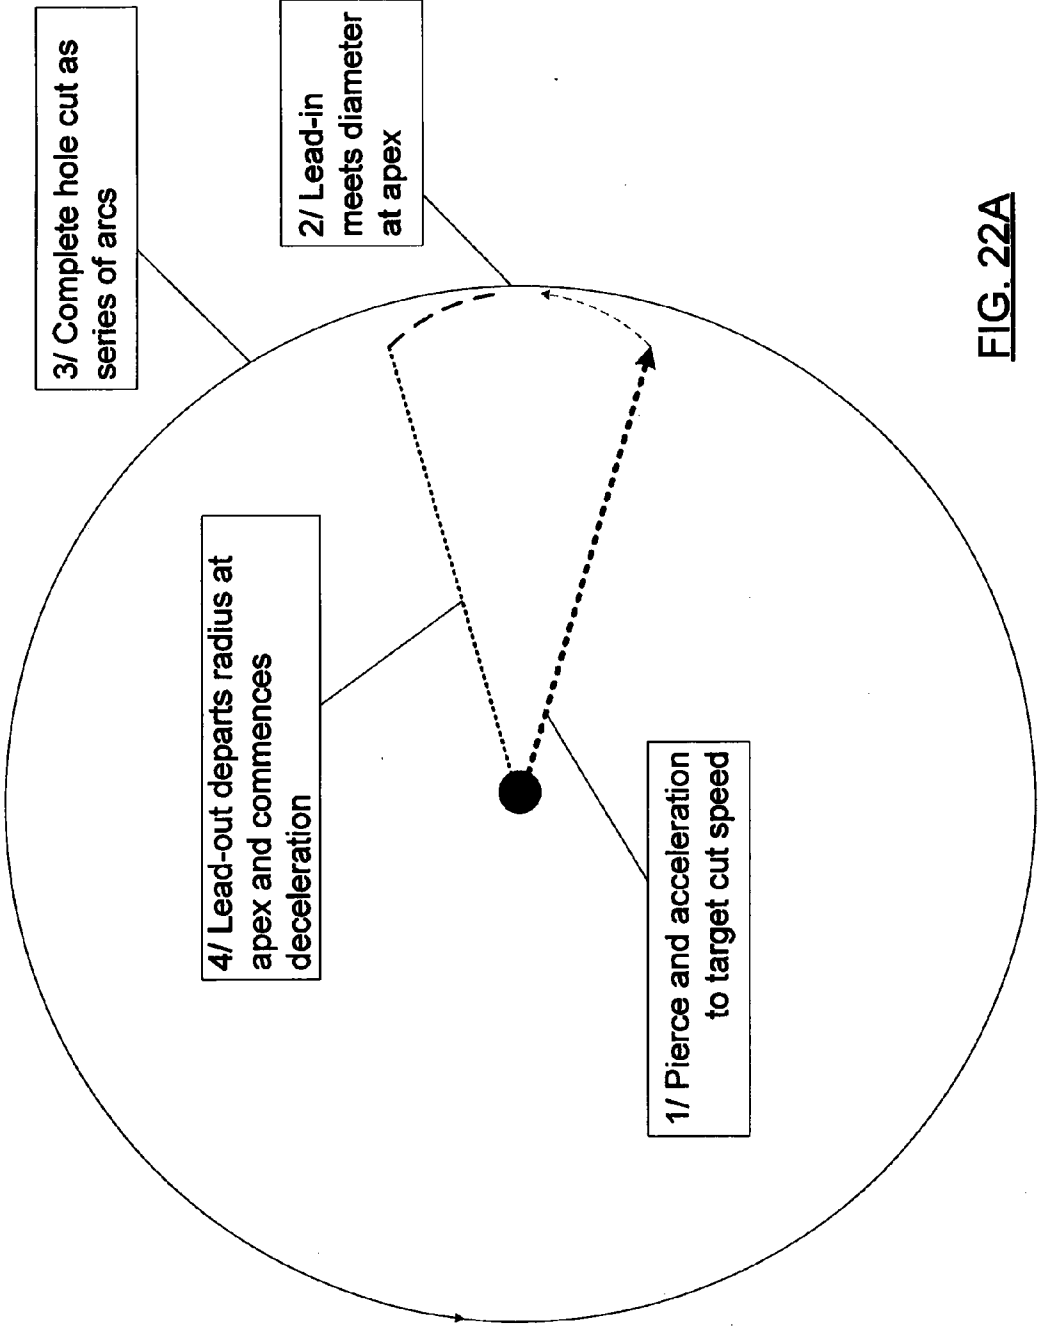 3/ Complete hole cut as
series of arcs
2/ Lead-in
meets diameter
at apex
4/ Lead-out departs radius at
apex and commences
deceleration
1/ Pierce and acceleration
to target cut speed
FIG. 22A